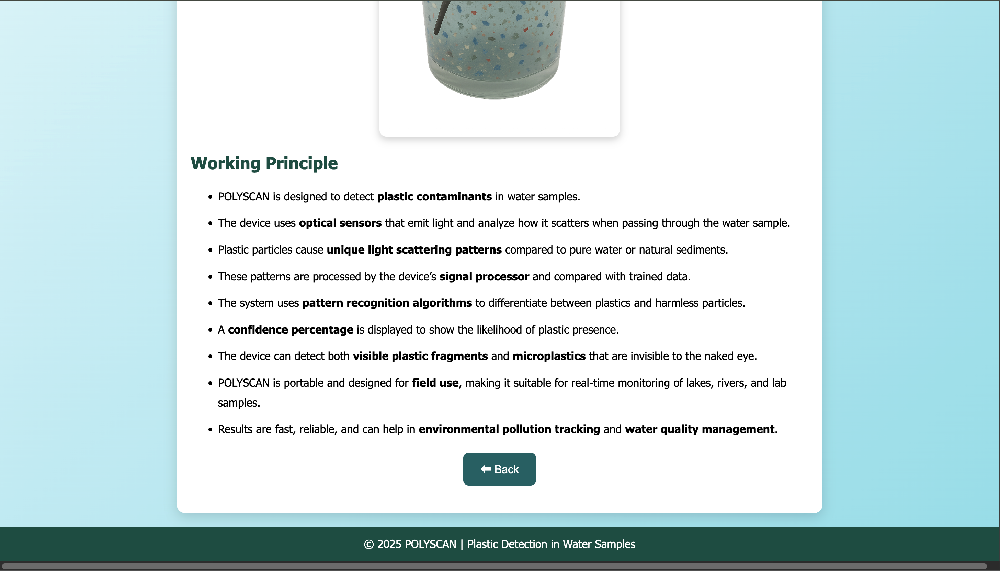 Working Principle
• POLYSCAN is designed to detect plastic contaminants in water samples.
• The device uses optical sensors that emit light and analyze how it scatters when passing through the water sample.
• Plastic particles cause unique light scattering patterns compared to pure water or natural sediments.
• These patterns are processed by the device’s signal processor and compared with trained data.
• The system uses pattern recognition algorithms to differentiate between plastics and harmless particles.
• A confidence percentage is displayed to show the likelihood of plastic presence.
• The device can detect both visible plastic fragments and microplastics that are invisible to the naked eye.
• POLYSCAN is portable and designed for field use, making it suitable for real-time monitoring of lakes, rivers, and lab
samples.
• Results are fast, reliable, and can help in environmental pollution tracking and water quality management.
⬅ Back
© 2025 POLYSCAN | Plastic Detection in Water Samples